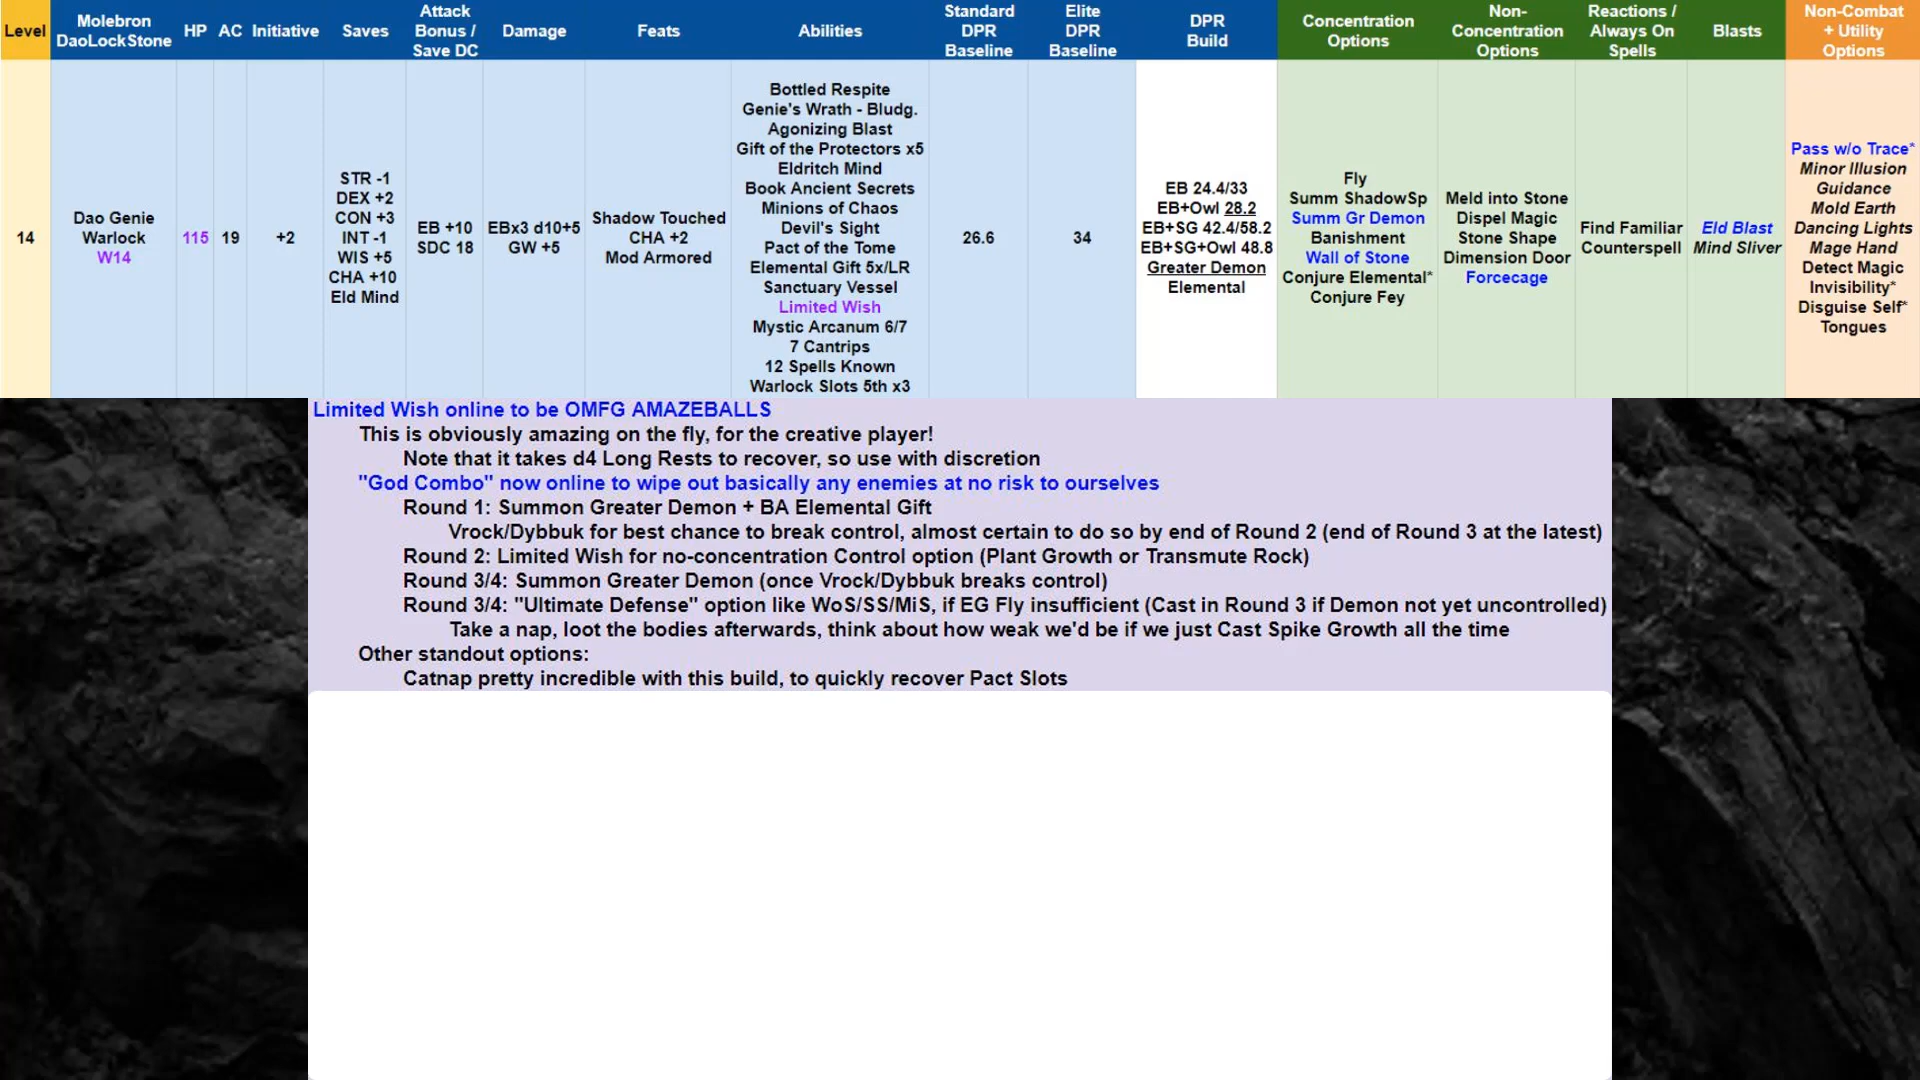 Level
Molebron
DaoLockStone
HP
AC
Initiative
Saves
Attack
Bonus /
Save DC
Damage
Feats
Abilities
Standard
DPR
Baseline
Elite
DPR
Baseline
DPR
Build
Concentration
Options
Non-
Concentration
Options
Reactions /
Always On
Spells
Blasts
Non-Combat
+ Utility
Options
14
Dao Genie
Warlock
W14
115
19
+2
STR -1
DEX +2
CON +3
INT -1
WIS +5
CHA +10
Eld Mind
EB +10
SDC 18
EBx3 d10+5
GW +5
Shadow Touched
CHA +2
Mod Armored
Bottled Respite
Genie's Wrath - Bludg.
Agonizing Blast
Gift of the Protectors x5
Eldritch Mind
Book Ancient Secrets
Minions of Chaos
Devil's Sight
Pact of the Tome
Elemental Gift 5x/LR
Sanctuary Vessel
Limited Wish
Mystic Arcanum 6/7
7 Cantrips
12 Spells Known
Warlock Slots 5th x3
26.6
34
EB 24.4/33
EB+Owl 28.2
EB+SG 42.4/58.2
EB+SG+Owl 48.8
Greater Demon
Elemental
Fly
Summ ShadowSp
Summ Gr Demon
Banishment
Wall of Stone
Conjure Elemental*
Conjure Fey
Meld into Stone
Dispel Magic
Stone Shape
Dimension Door
Forcecage
Find Familiar
Counterspell
Eld Blast
Mind Sliver
Pass w/o Trace*
Minor Illusion
Guidance
Mold Earth
Dancing Lights
Mage Hand
Detect Magic
Invisibility*
Disguise Self*
Tongues
Limited Wish online to be OMFG AMAZEBALLS
This is obviously amazing on the fly, for the creative player!
Note that it takes d4 Long Rests to recover, so use with discretion
"God Combo" now online to wipe out basically any enemies at no risk to ourselves
Round 1: Summon Greater Demon + BA Elemental Gift
Vrock/Dybbuk for best chance to break control, almost certain to do so by end of Round 2 (end of Round 3 at the latest)
Round 2: Limited Wish for no-concentration Control option (Plant Growth or Transmute Rock)
Round 3/4: Summon Greater Demon (once Vrock/Dybbuk breaks control)
Round 3/4: "Ultimate Defense" option like WoS/SS/MiS, if EG Fly insufficient (Cast in Round 3 if Demon not yet uncontrolled)
Take a nap, loot the bodies afterwards, think about how weak we'd be if we just Cast Spike Growth all the time
Other standout options:
Catnap pretty incredible with this build, to quickly recover Pact Slots